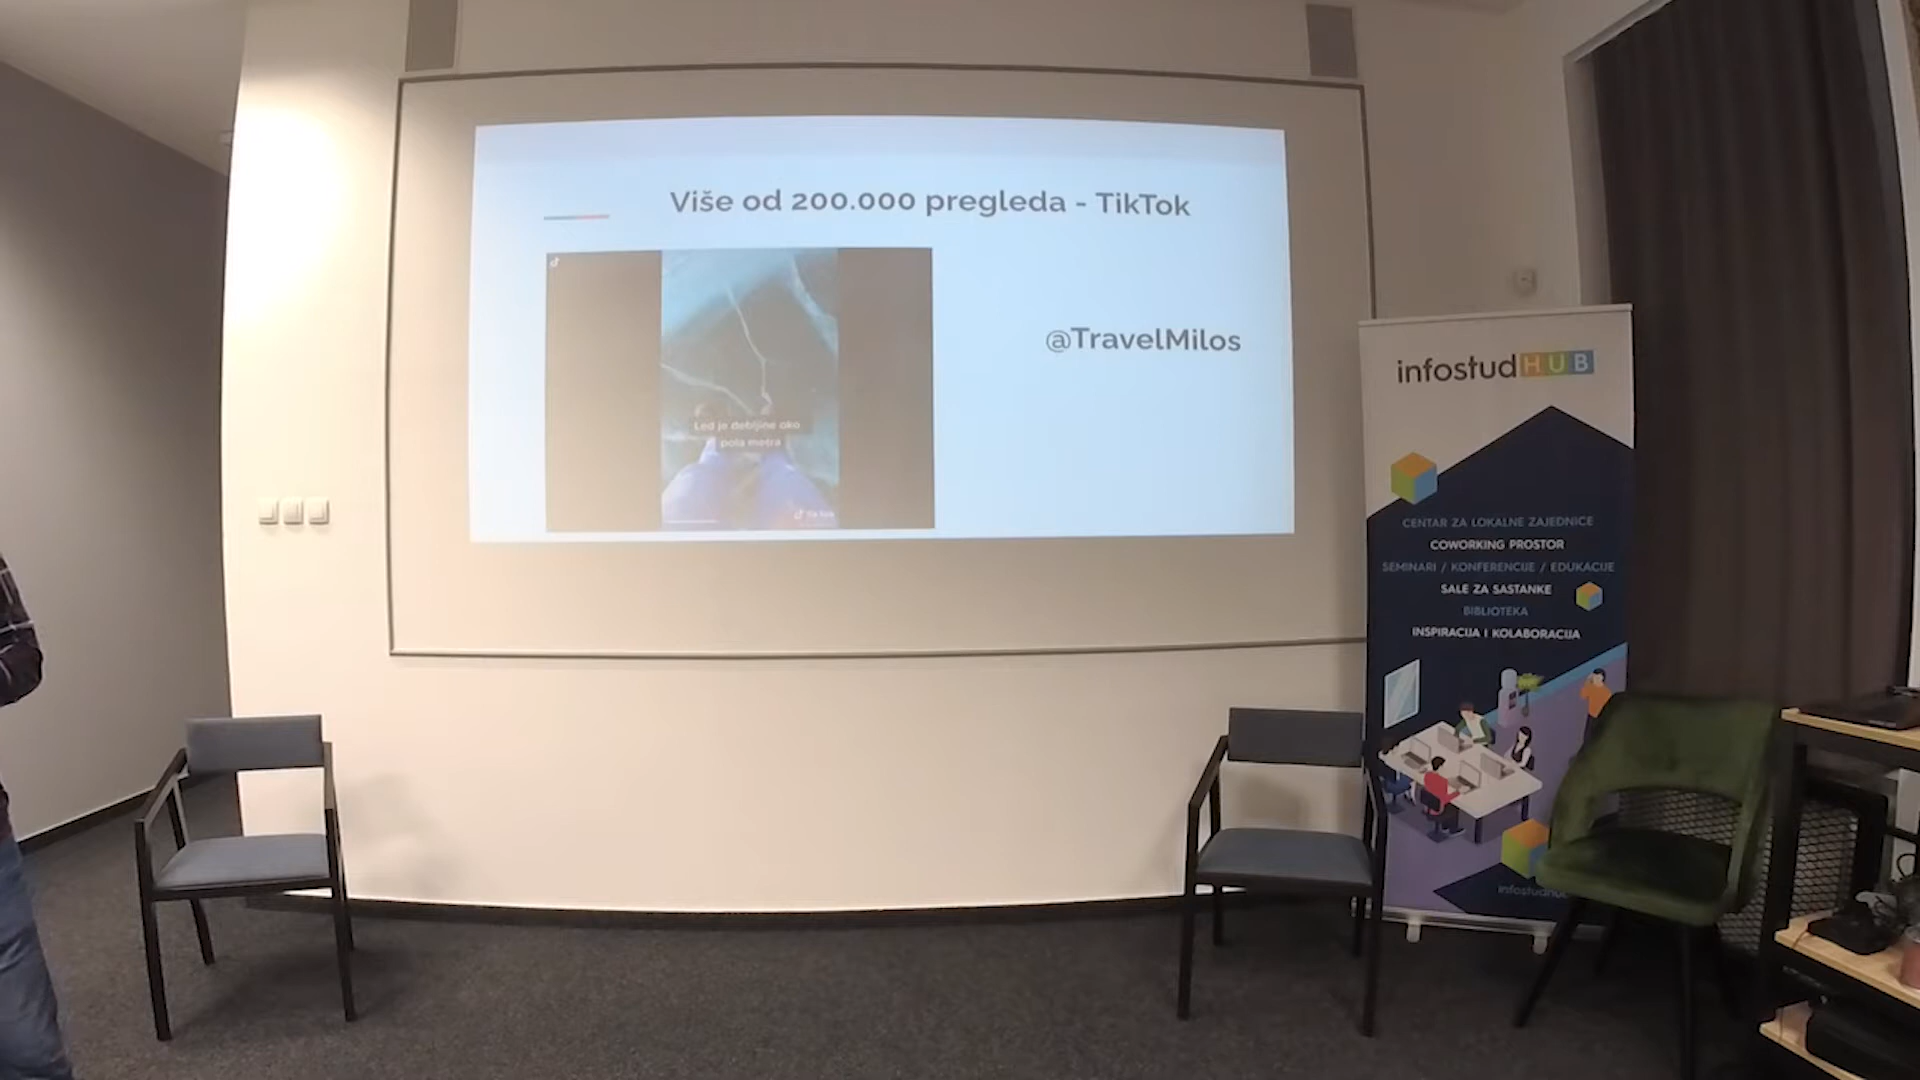 Više od 200.000 pregleda - TikTok
@TravelMilos
Led je debljine oko
pola metra
TikTok
infostud HUB
CENTAR ZA LOKALNE ZAJEDNICE
COWORKING PROSTOR
SEMINARI / KONFERENCIJE / EDUKACIJE
SALE ZA SASTANKE
BIBLIOTEKA
INSPIRACIJA I KOLABORACIJA